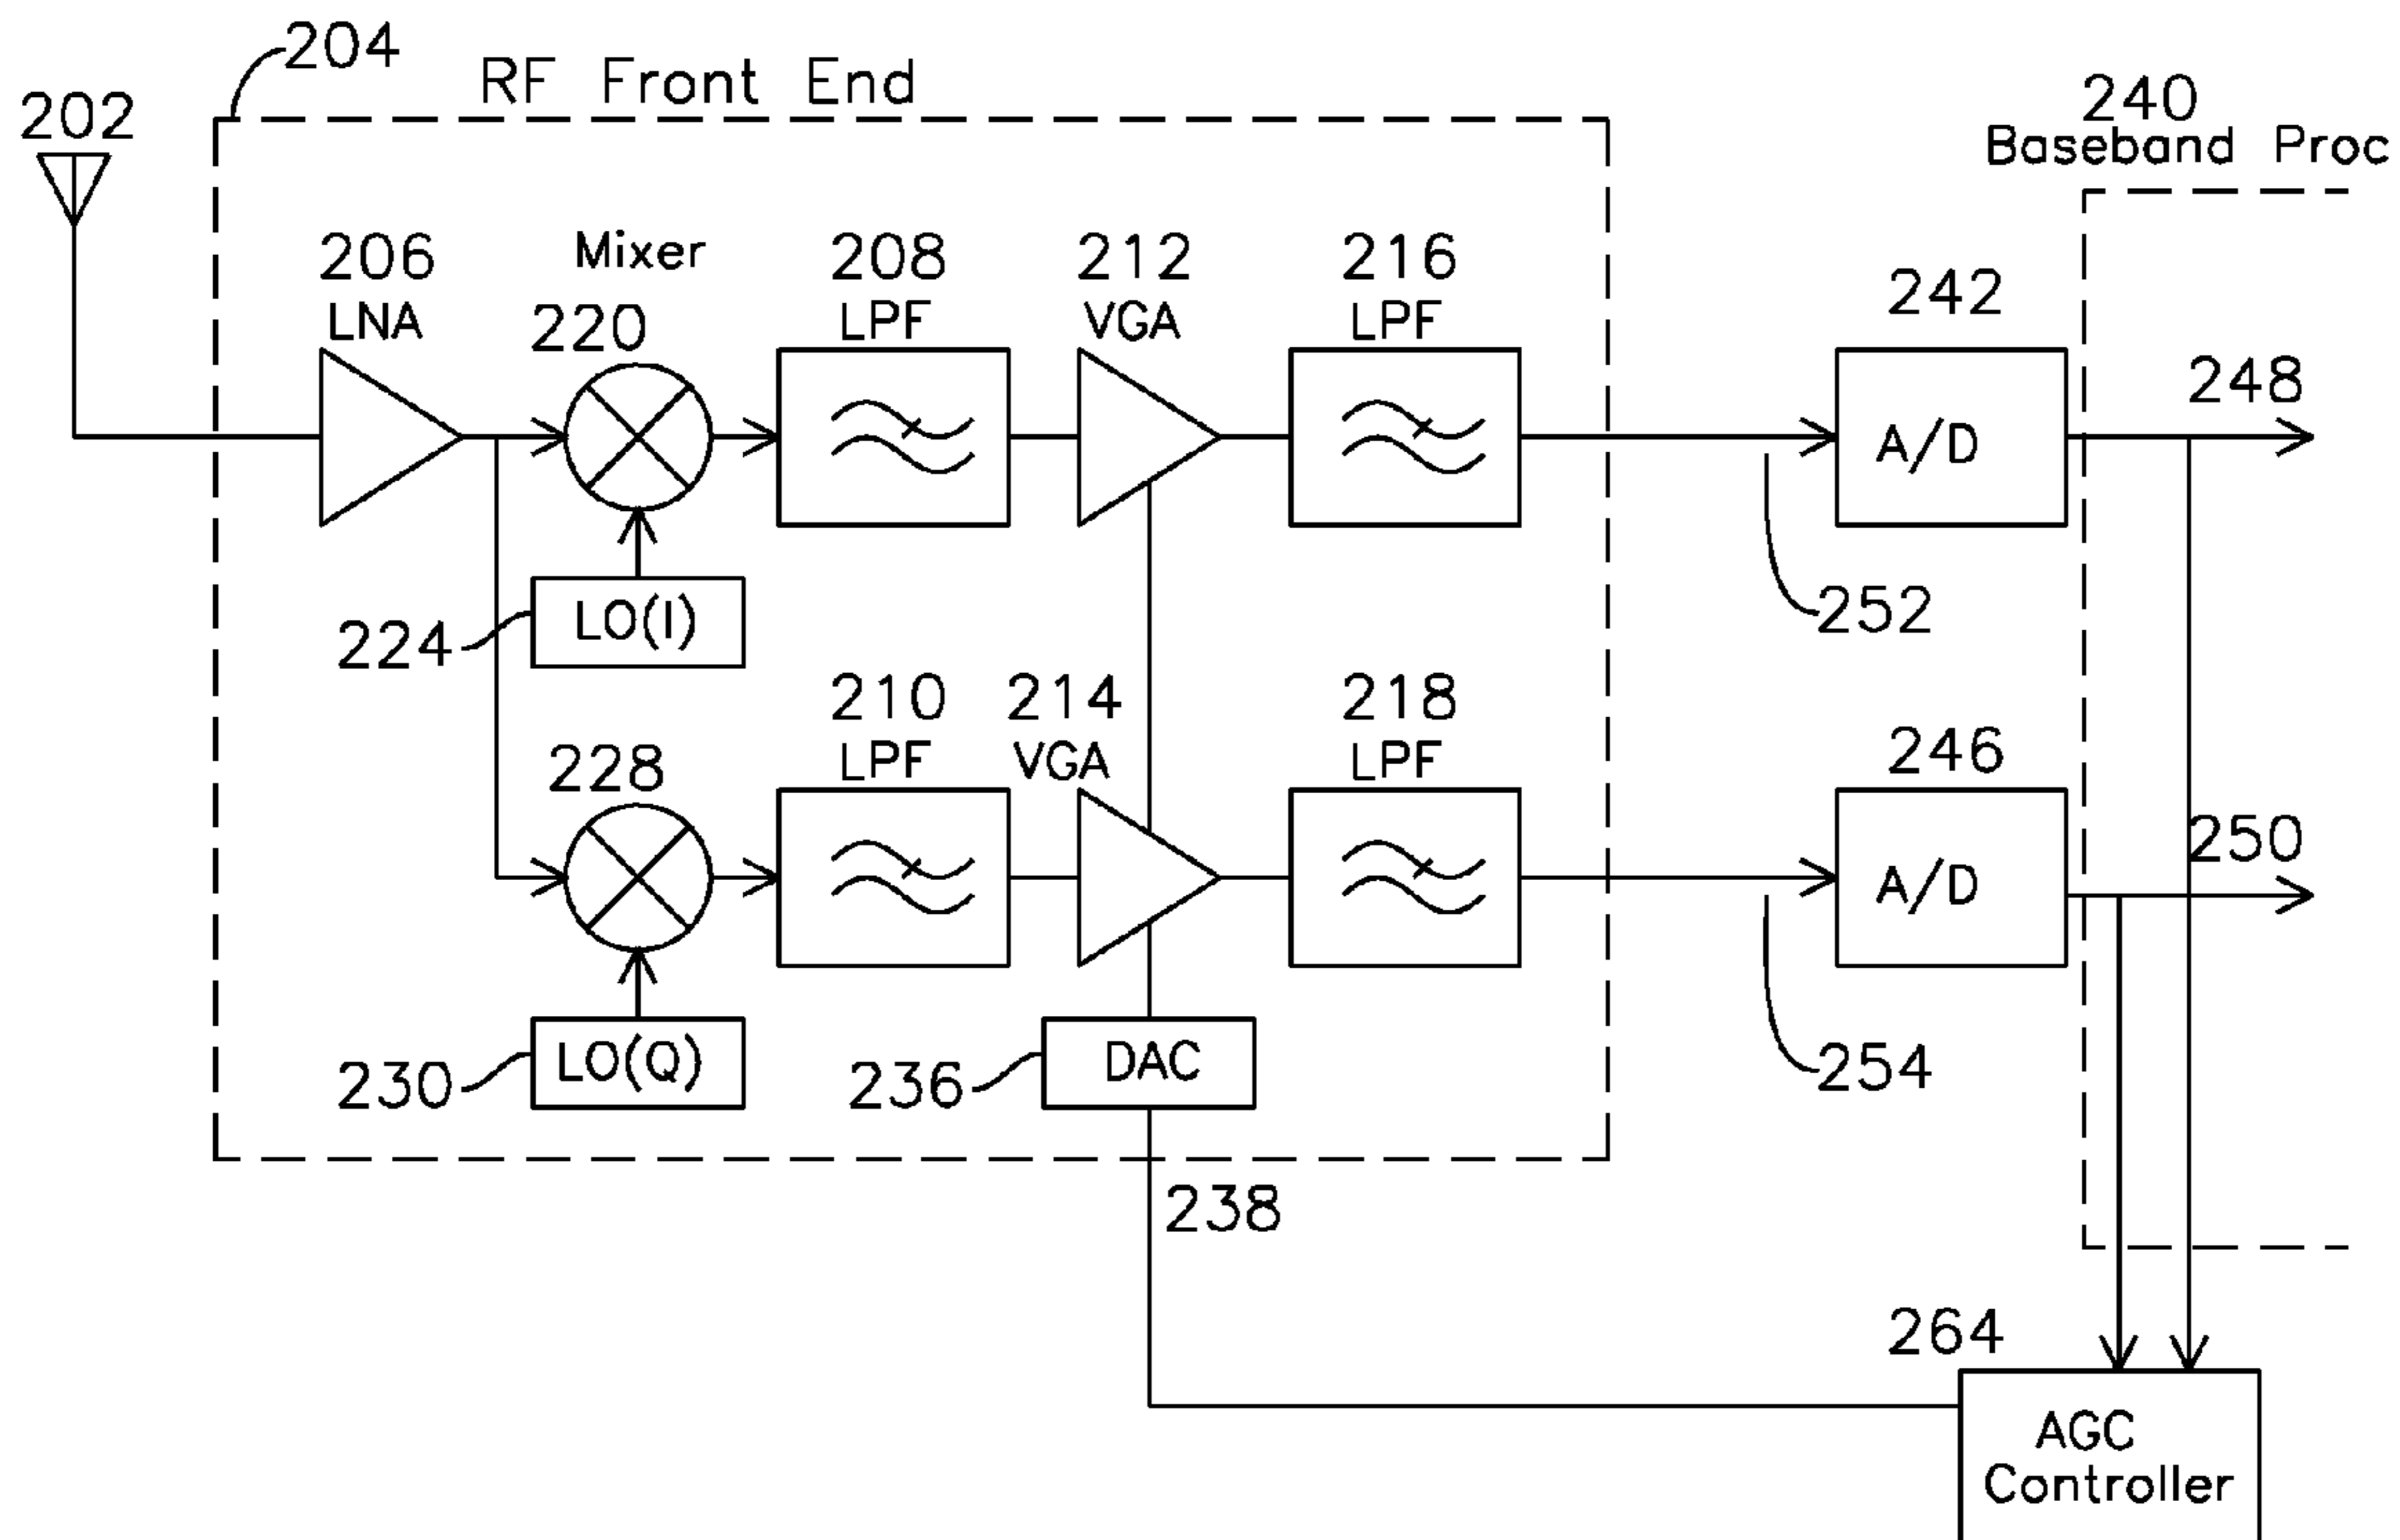 204
RF Front End
202
240
Baseband Proc
206
LNA
Mixer
220
208
LPF
212
VGA
216
LPF
242
A/D
248
224
LO(I)
252
210
LPF
214
VGA
218
LPF
228
246
A/D
250
230
LO(Q)
236
DAC
254
238
264
AGC
Controller